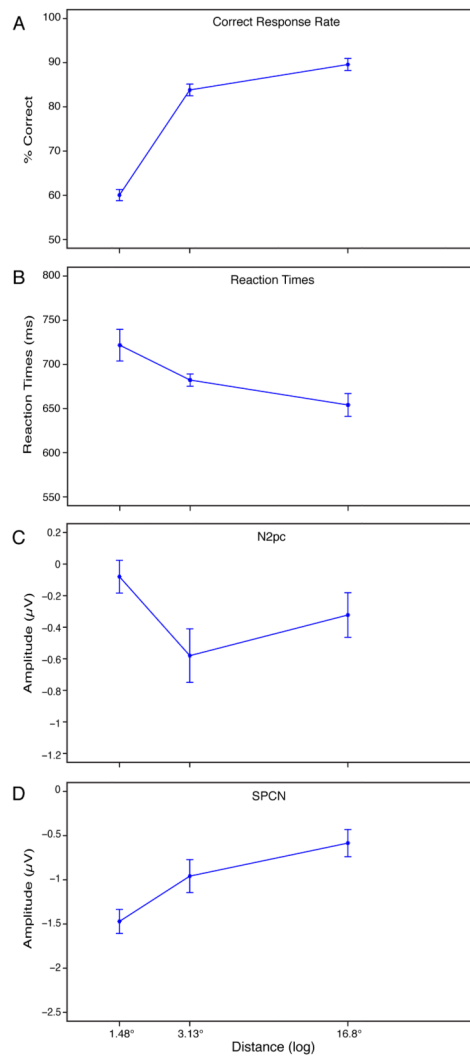 A
Correct Response Rate
100
90
80
70
60
50
% Correct
B
Reaction Times
800
750
700
650
600
550
Reaction Times (ms)
C
N2pc
0.2
0
−0.2
−0.4
−0.6
−0.8
−1
−1.2
Amplitude (µV)
D
SPCN
0
−0.5
−1
−1.5
−2
−2.5
Amplitude (µV)
1.48° 3.13° 16.8°
Distance (log)